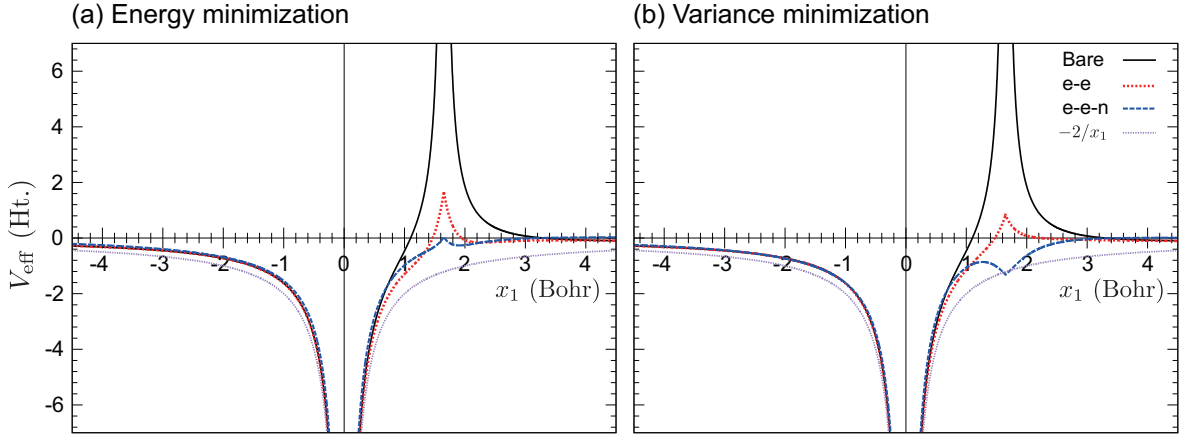 (a) Energy minimization
(b) Variance minimization
6
4
2
0
-2
-4
-6
-4 -3 -2 -1 0 1 2 3 4
-4 -3 -2 -1 0 1 2 3 4
V_eff (Ht.)
x_1 (Bohr)
x_1 (Bohr)
Bare
e-e
e-e-n
−2/x_1